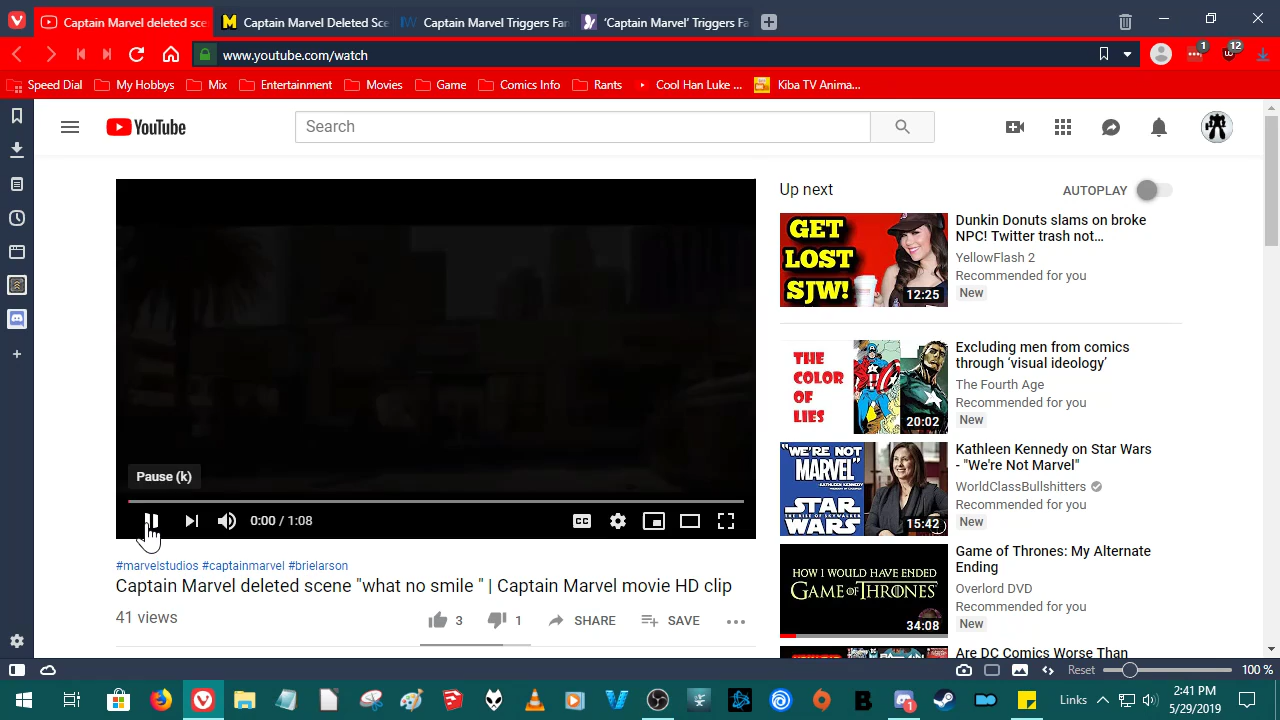 Captain Marvel deleted sce
Captain Marvel Deleted Sce
Captain Marvel Triggers Fan
'Captain Marvel' Triggers Fa
www.youtube.com/watch
1
12
Speed Dial
My Hobbys
Mix
Entertainment
Movies
Game
Comics Info
Rants
Cool Han Luke ...
Kiba TV Anima...
YouTube
Search
Up next
AUTOPLAY
GET
LOST
SJW!
12:25
Dunkin Donuts slams on broke
NPC! Twitter trash not...
YellowFlash 2
Recommended for you
New
THE
COLOR
OF
LIES
20:02
Excluding men from comics
through 'visual ideology'
The Fourth Age
Recommended for you
New
"WE'RE NOT
MARVEL"
STAR
WARS
15:42
Kathleen Kennedy on Star Wars
- "We're Not Marvel"
WorldClassBullshitters
Recommended for you
New
HOW I WOULD HAVE ENDED
GAME OF THRONES
34:08
Game of Thrones: My Alternate
Ending
Overlord DVD
Recommended for you
New
Are DC Comics Worse Than
Pause (k)
0:00 / 1:08
CC
#marvelstudios #captainmarvel #brielarson
Captain Marvel deleted scene "what no smile " | Captain Marvel movie HD clip
41 views
3
1
SHARE
SAVE
Reset
100 %
Links
2:41 PM
5/29/2019